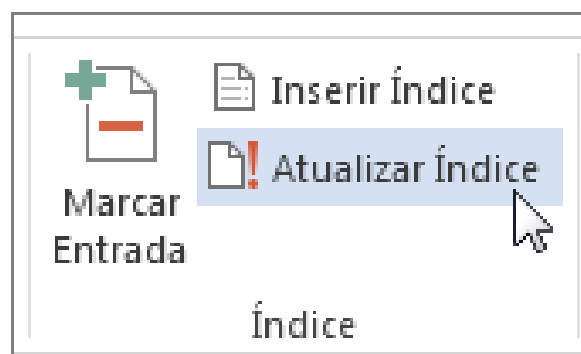 Inserir Índice
Atualizar Índice
Marcar
Entrada
Índice